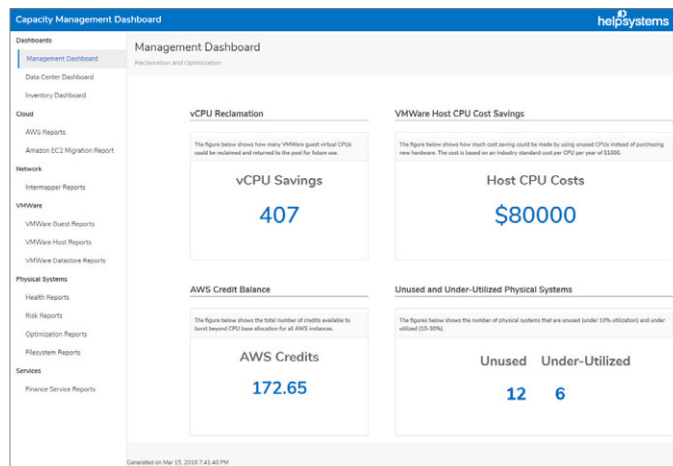 Capacity Management Dashboard
helpsystems
Dashboards
Management Dashboard
Data Center Dashboard
Inventory Dashboard
Cloud
AWS Reports
Amazon EC2 Migration Report
Network
Intermapper Reports
VMWare
VMWare Guest Reports
VMWare Host Reports
VMWare Datastore Reports
Physical Systems
Health Reports
Risk Reports
Optimization Reports
Filesystem Reports
Services
Finance Service Reports
Management Dashboard
Reclamation and Optimization
vCPU Reclamation
The figure below shows how many VMWare guest virtual CPUs
could be reclaimed and returned to the pool for future use.
vCPU Savings
407
VMWare Host CPU Cost Savings
The figure below shows how much cost saving could be made by using unused CPUs instead of purchasing
new hardware. The cost is based on an industry standard cost per CPU per year of $1000.
Host CPU Costs
$80000
AWS Credit Balance
The figure below shows the total number of credits available to
burst beyond CPU base allocation for all AWS instances.
AWS Credits
172.65
Unused and Under-Utilized Physical Systems
The figures below shows the number of physical systems that are unused (under 10% utilization) and under
utilized (10-30%).
Unused Under-Utilized
12 6
Generated on Mar 15, 2018 7:41:40 PM